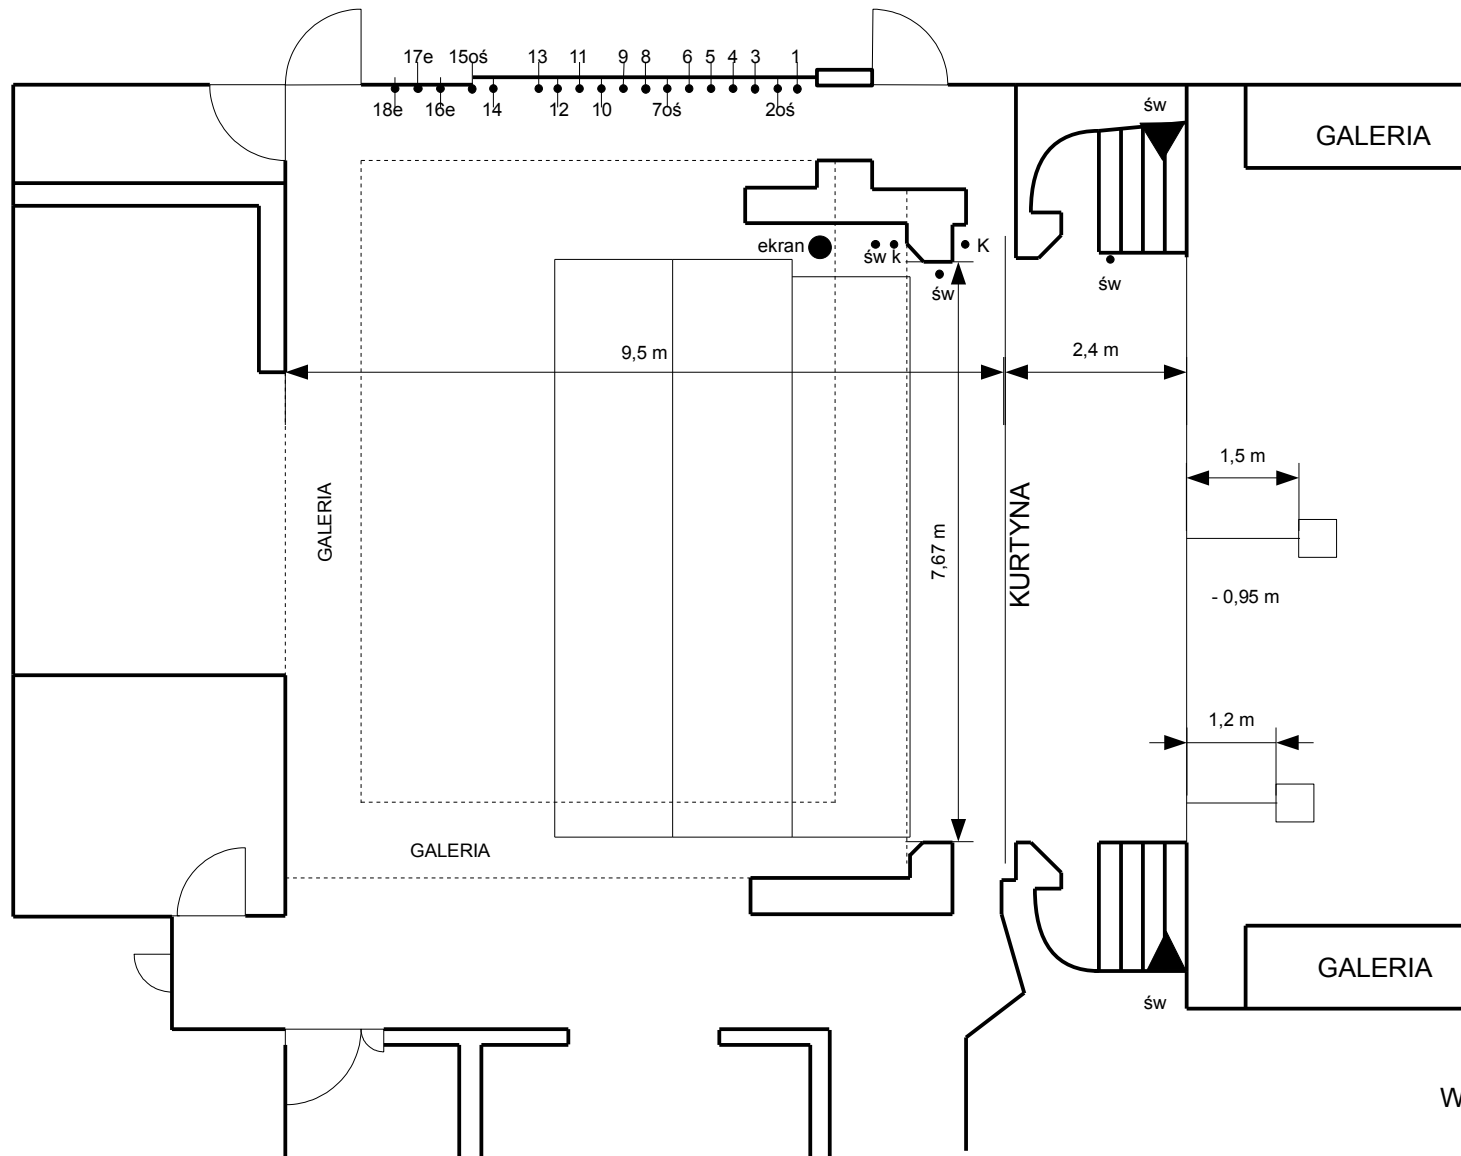 17e 15oś 13 11 9 8 6 5 4 3 1
18e 16e 14 12 10 7oś 2oś
św
GALERIA
ekran
św k
K
św
św
9,5 m
2,4 m
1,5 m
GALERIA
KURTYNA
7,67 m
- 0,95 m
1,2 m
GALERIA
GALERIA
św
W